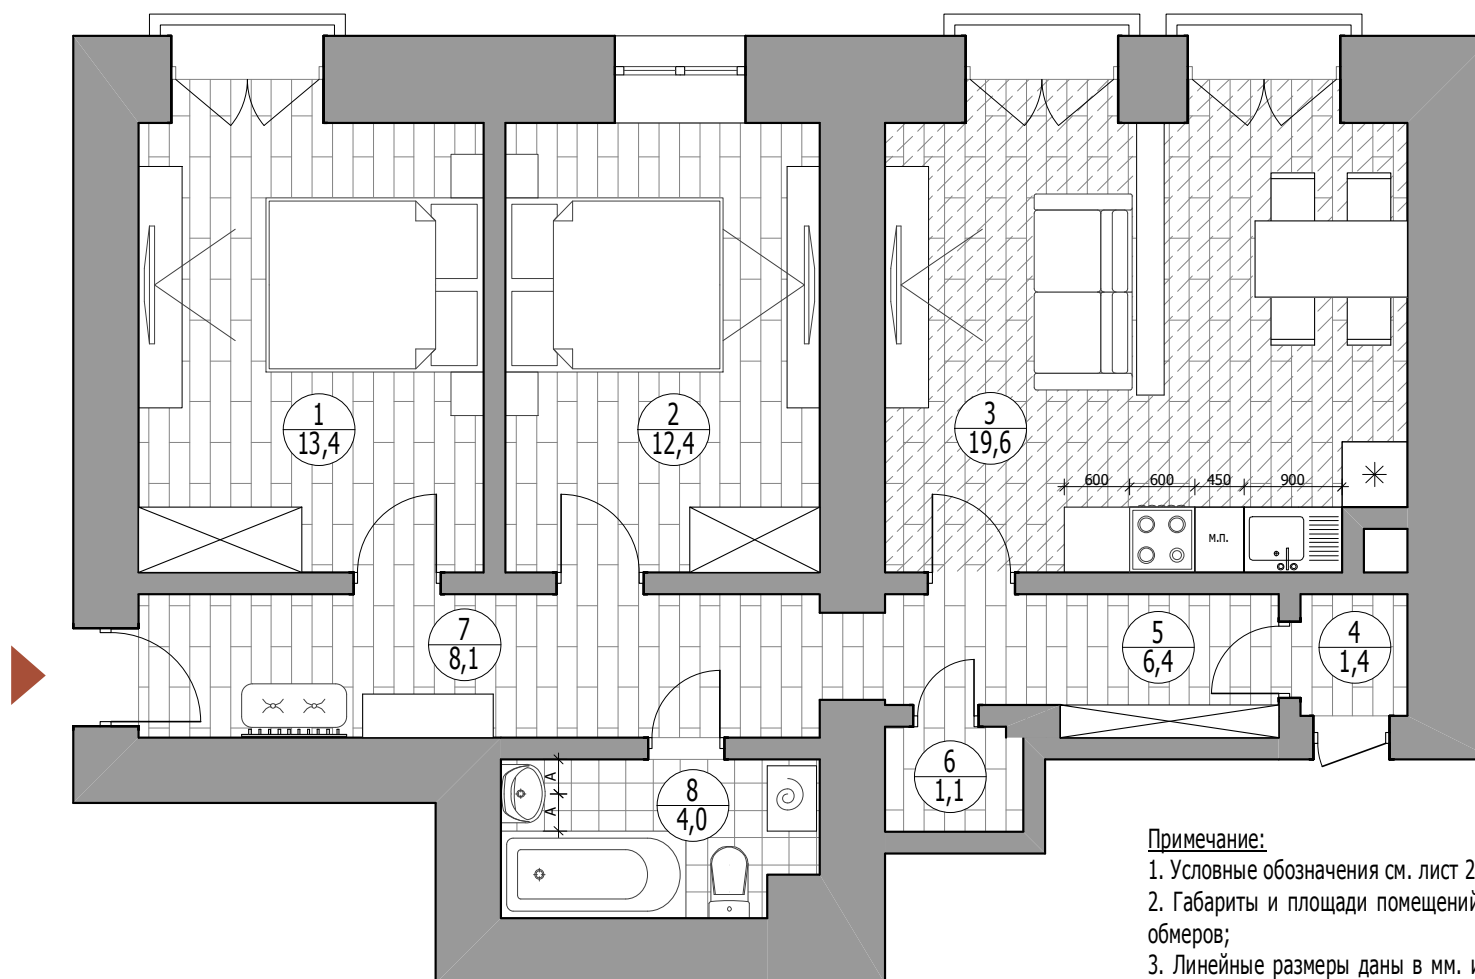 1
13,4
2
12,4
3
19,6
600 600 450 900
м.п.
7
8,1
5
6,4
4
1,4
6
1,1
8
4,0
A
A
Примечание:
1. Условные обозначения см. лист 2
2. Габариты и площади помещений
обмеров;
3. Линейные размеры даны в мм.